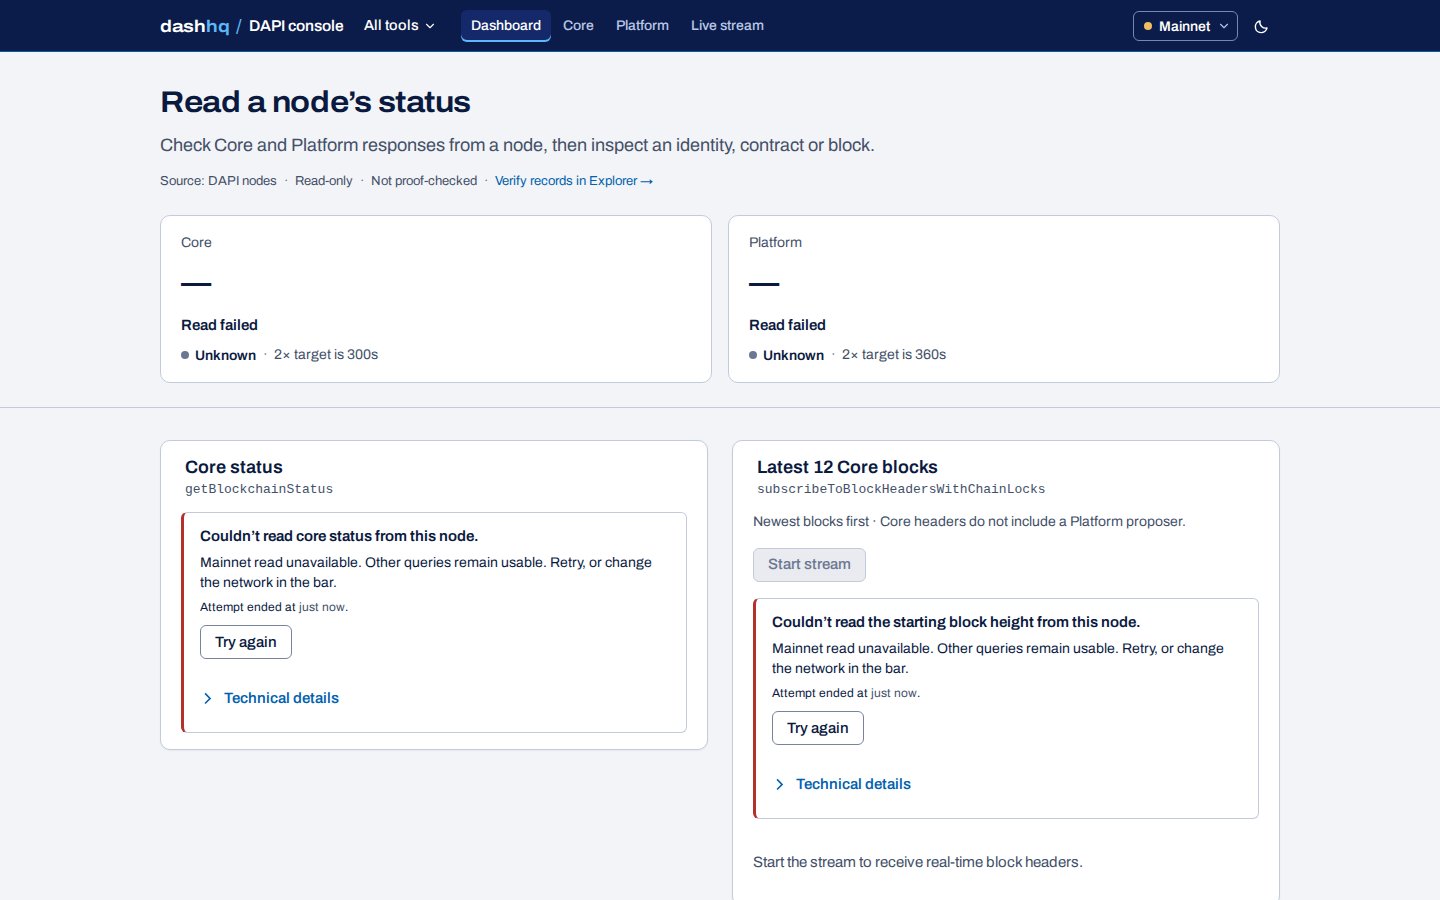 dashhq / DAPI console All tools Dashboard Core Platform Live stream Mainnet
Read a node’s status
Check Core and Platform responses from a node, then inspect an identity, contract or block.
Source: DAPI nodes · Read-only · Not proof-checked · Verify records in Explorer →
Core
—
Read failed
Unknown · 2× target is 300s
Platform
—
Read failed
Unknown · 2× target is 360s
Core status
getBlockchainStatus
Couldn’t read core status from this node.
Mainnet read unavailable. Other queries remain usable. Retry, or change
the network in the bar.
Attempt ended at just now.
Try again
Technical details
Latest 12 Core blocks
subscribeToBlockHeadersWithChainLocks
Newest blocks first · Core headers do not include a Platform proposer.
Start stream
Couldn’t read the starting block height from this node.
Mainnet read unavailable. Other queries remain usable. Retry, or change
the network in the bar.
Attempt ended at just now.
Try again
Technical details
Start the stream to receive real-time block headers.